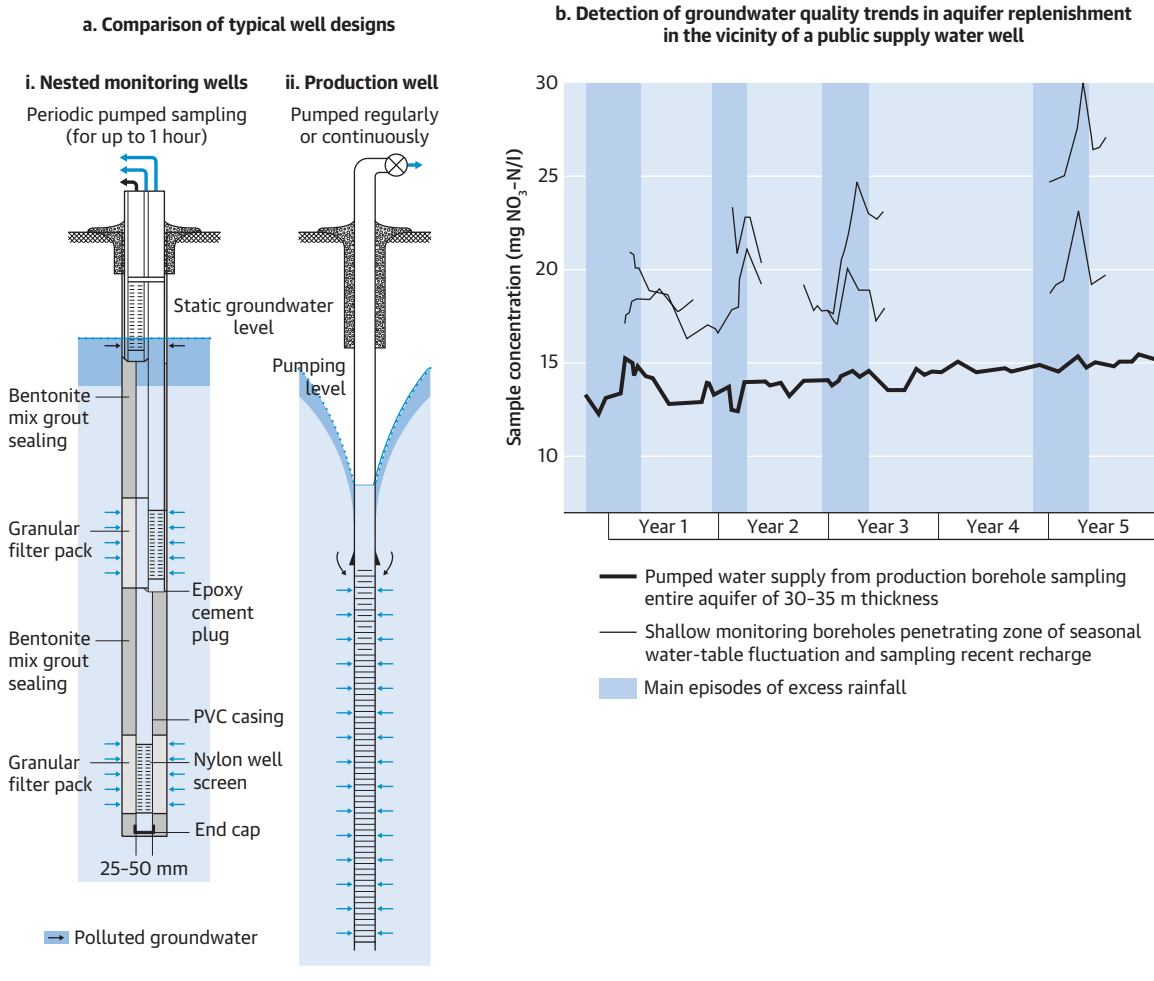 a. Comparison of typical well designs
i. Nested monitoring wells
Periodic pumped sampling
(for up to 1 hour)
ii. Production well
Pumped regularly
or continuously
Static groundwater
level
Pumping
level
Bentonite
mix grout
sealing
Granular
filter pack
Epoxy
cement
plug
Bentonite
mix grout
sealing
PVC casing
Granular
filter pack
Nylon well
screen
End cap
25–50 mm
Polluted groundwater
b. Detection of groundwater quality trends in aquifer replenishment
in the vicinity of a public supply water well
Sample concentration (mg NO3–N/l)
30
25
20
15
10
Year 1
Year 2
Year 3
Year 4
Year 5
Pumped water supply from production borehole sampling
entire aquifer of 30–35 m thickness
Shallow monitoring boreholes penetrating zone of seasonal
water-table fluctuation and sampling recent recharge
Main episodes of excess rainfall